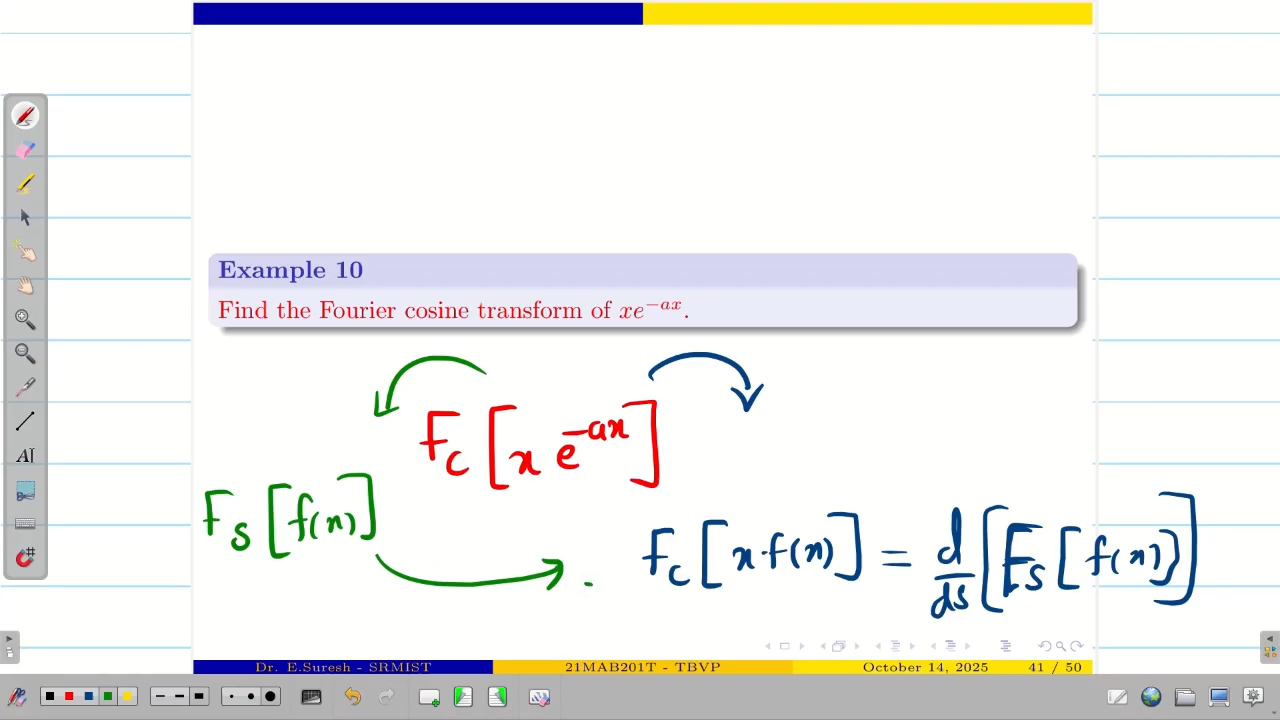 Example 10
Find the Fourier cosine transform of xe^{-ax}.
F_c [x e^{-ax}]
F_s [f(x)]
F_c [x·f(x)] = d/ds [F_s [f(x)]]
Dr. E.Suresh - SRMIST 21MAB201T - TBVP October 14, 2025 41 / 50
AI